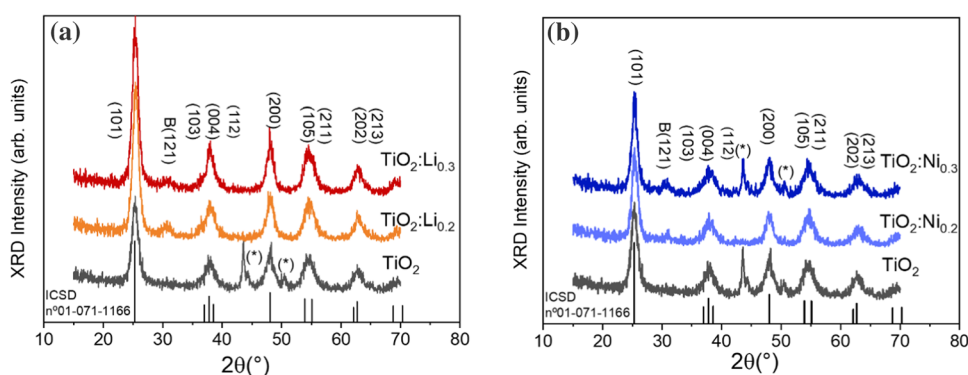 (a)
XRD Intensity (arb. units)
(101)
B(121)
(103)
(004)
(112)
(200)
(105)
(211)
(202)
(213)
TiO₂:Li₀.₃
TiO₂:Li₀.₂
(*)
(*)
TiO₂
ICSD
nº01-071-1166
10 20 30 40 50 60 70 80
2θ(°)
(b)
XRD Intensity (arb. units)
(101)
B(121)
(103)
(004)
(112)
(*)
(200)
(*)
(105)
(211)
(202)
(213)
TiO₂:Ni₀.₃
TiO₂:Ni₀.₂
TiO₂
ICSD
nº01-071-1166
10 20 30 40 50 60 70 80
2θ(°)